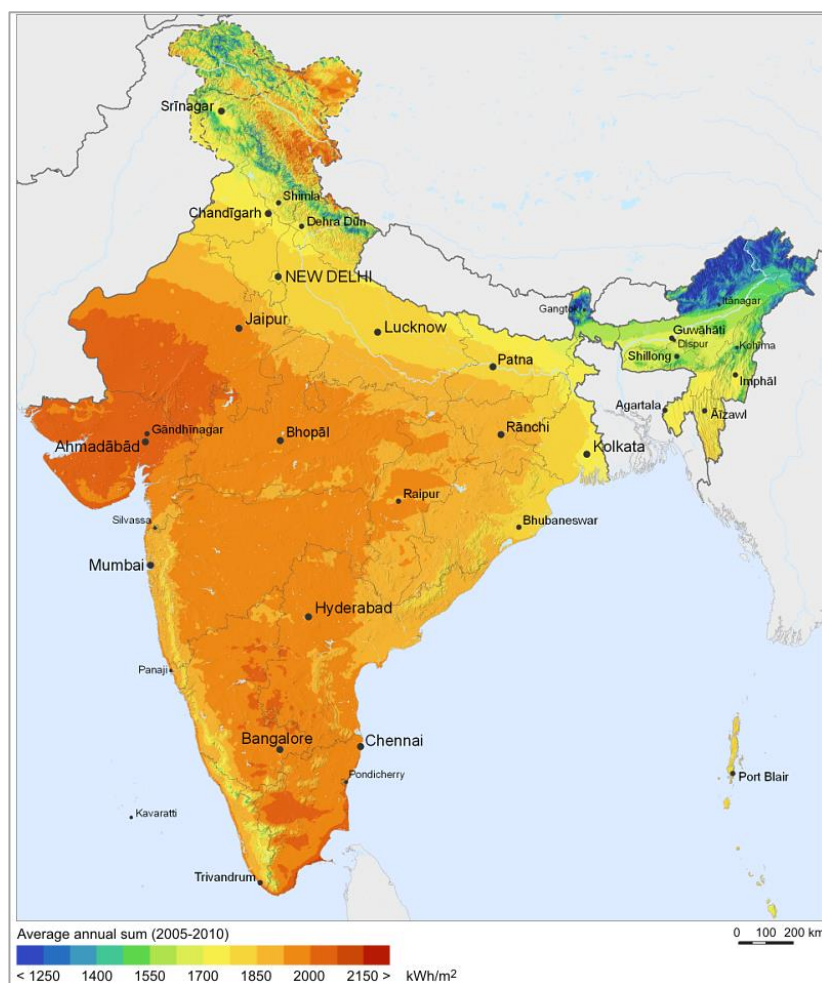 Srīnagar
Shimla
Chandīgarh
Dehra Dūn
NEW DELHI
Jaipur
Lucknow
Gangtok
Itānagar
Guwāhāti
Dispur
Kohīma
Shillong
Patna
Imphāl
Agartala
Āīzawl
Gāndhīnagar
Ahmadābād
Bhopāl
Rānchi
Kolkata
Raipur
Silvassa
Bhubaneswar
Mumbai
Hyderabad
Panaji
Bangalore
Chennai
Pondicherry
Port Blair
Kavaratti
Trivandrum
Average annual sum (2005-2010)
0 100 200 km
< 1250 1400 1550 1700 1850 2000 2150 > kWh/m²